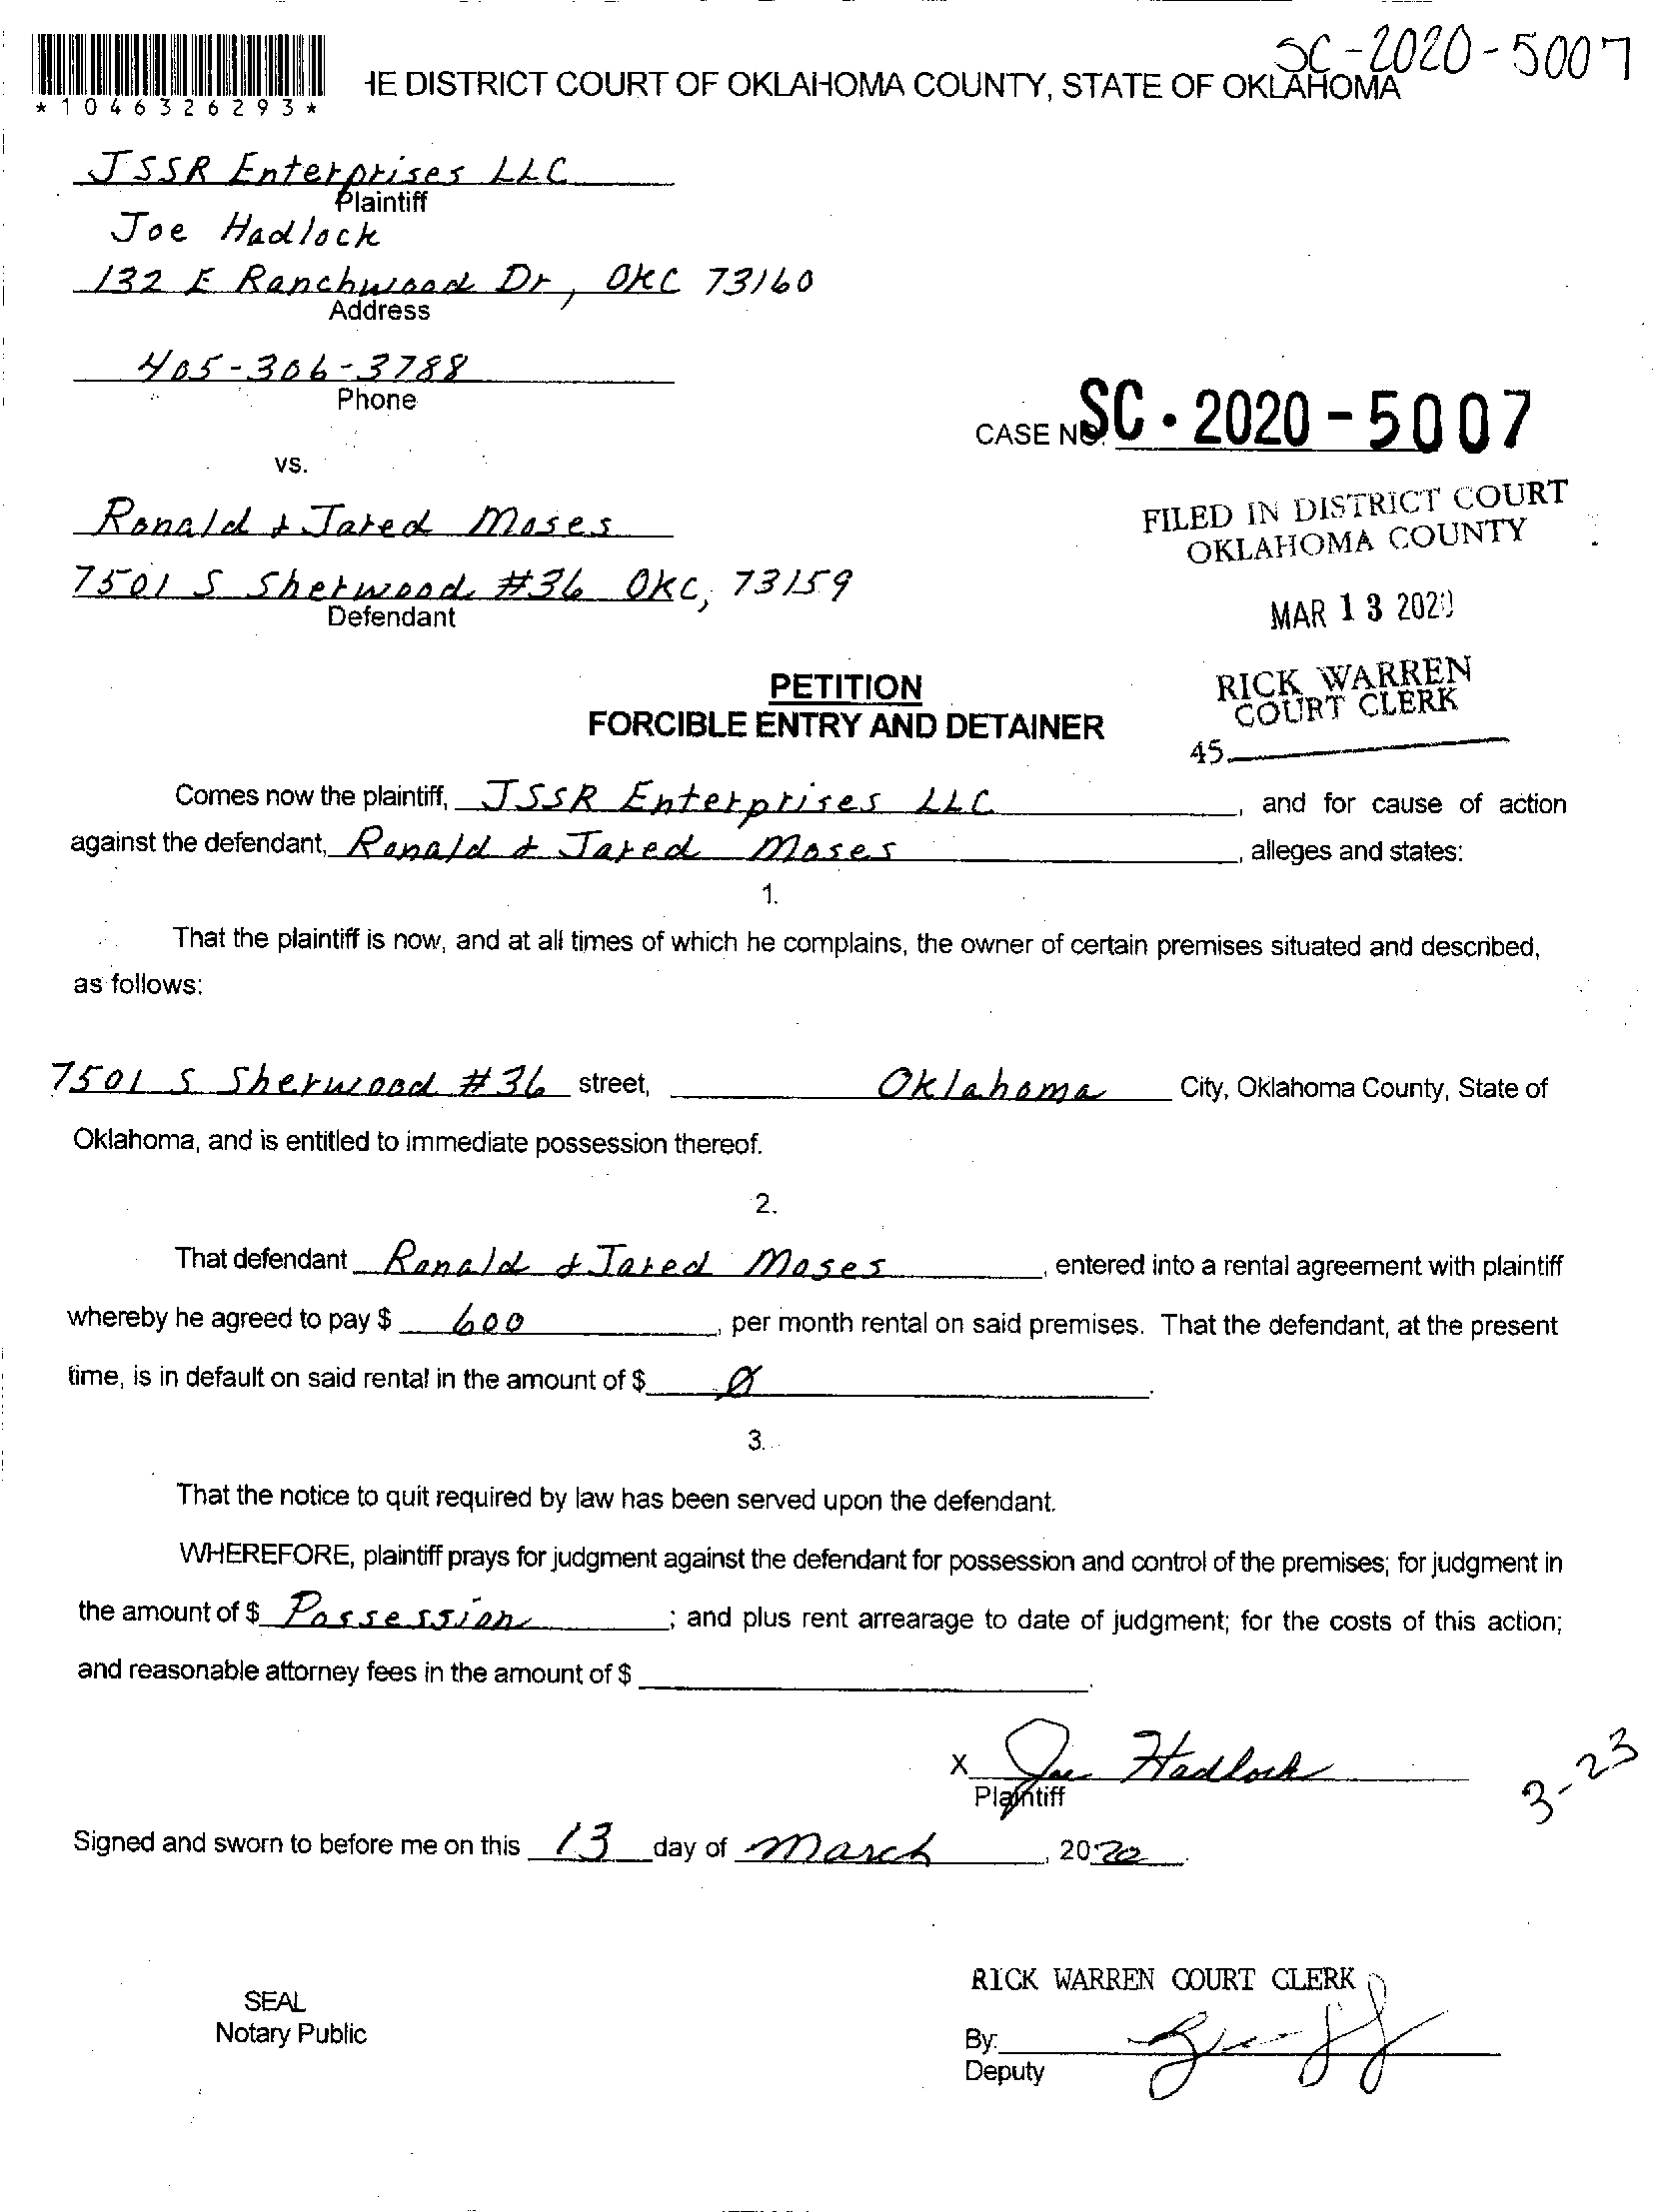 SC-2020-5007
*1046326293*
HE DISTRICT COURT OF OKLAHOMA COUNTY, STATE OF OKLAHOMA
JSSR Enterprises LLC
Plaintiff
Joe Hadlock
132 E Ranchwood Dr, OKC 73160
Address
405-306-3788
Phone
CASE NO. SC-2020-5007
vs.
Ronald & Jared Moses
7501 S Sherwood #36 OKC, 73159
Defendant
FILED IN DISTRICT COURT
OKLAHOMA COUNTY
MAR 13 2020
RICK WARREN
COURT CLERK
45
PETITION
FORCIBLE ENTRY AND DETAINER
Comes now the plaintiff, JSSR Enterprises LLC, and for cause of action
against the defendant, Ronald & Jared Moses, alleges and states:
1.
That the plaintiff is now, and at all times of which he complains, the owner of certain premises situated and described,
as follows:
7501 S Sherwood #36 street, Oklahoma City, Oklahoma County, State of
Oklahoma, and is entitled to immediate possession thereof.
2.
That defendant Ronald & Jared Moses, entered into a rental agreement with plaintiff
whereby he agreed to pay $ 600, per month rental on said premises. That the defendant, at the present
time, is in default on said rental in the amount of $ Ø.
3.
That the notice to quit required by law has been served upon the defendant.
WHEREFORE, plaintiff prays for judgment against the defendant for possession and control of the premises; for judgment in
the amount of $ Possession; and plus rent arrearage to date of judgment; for the costs of this action;
and reasonable attorney fees in the amount of $
X Joe Hadlock
Plaintiff
3-23
Signed and sworn to before me on this 13 day of March, 2020.
RICK WARREN COURT CLERK
SEAL
Notary Public
By:
Deputy